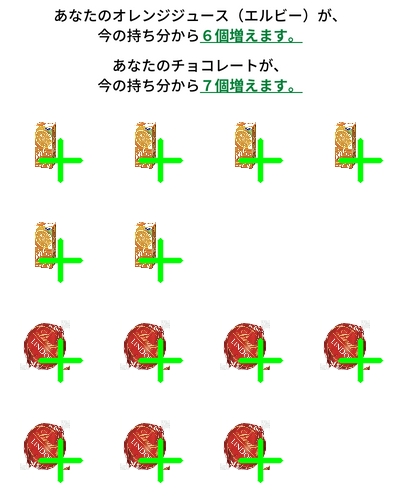 あなたのオレンジジュース（エルビー）が、
今の持ち分から６個増えます。
あなたのチョコレートが、
今の持ち分から７個増えます。